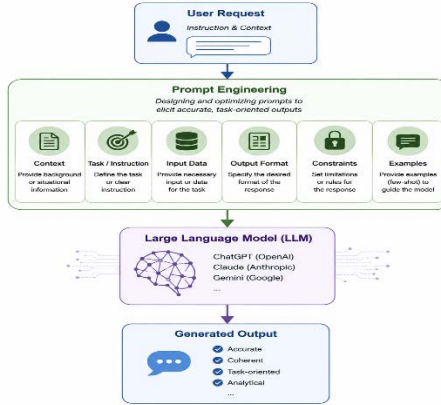 User Request
Instruction & Context
Prompt Engineering
Designing and optimizing prompts to
elicit accurate, task-oriented outputs
Context
Provide background
or situational
information
Task / Instruction
Define the task
or clear
instruction
Input Data
Provide necessary
input or data
for the task
Output Format
Specify the desired
format of the
response
Constraints
Set limitations
or rules for
the response
Examples
Provide examples
(few-shot) to
guide the model
Large Language Model (LLM)
ChatGPT (OpenAI)
Claude (Anthropic)
Gemini (Google)
...
Generated Output
Accurate
Coherent
Task-oriented
Analytical
...